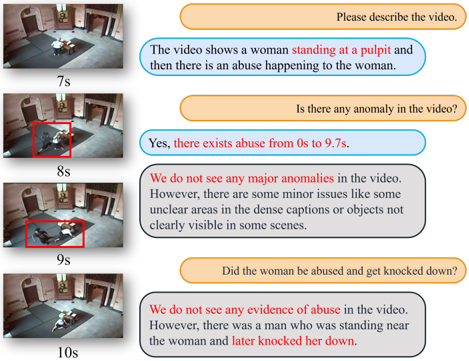 Please describe the video.
The video shows a woman standing at a pulpit and
then there is an abuse happening to the woman.
7s
Is there any anomaly in the video?
Yes, there exists abuse from 0s to 9.7s.
8s
We do not see any major anomalies in the video.
However, there are some minor issues like some
unclear areas in the dense captions or objects not
clearly visible in some scenes.
9s
Did the woman be abused and get knocked down?
We do not see any evidence of abuse in the video.
However, there was a man who was standing near
the woman and later knocked her down.
10s